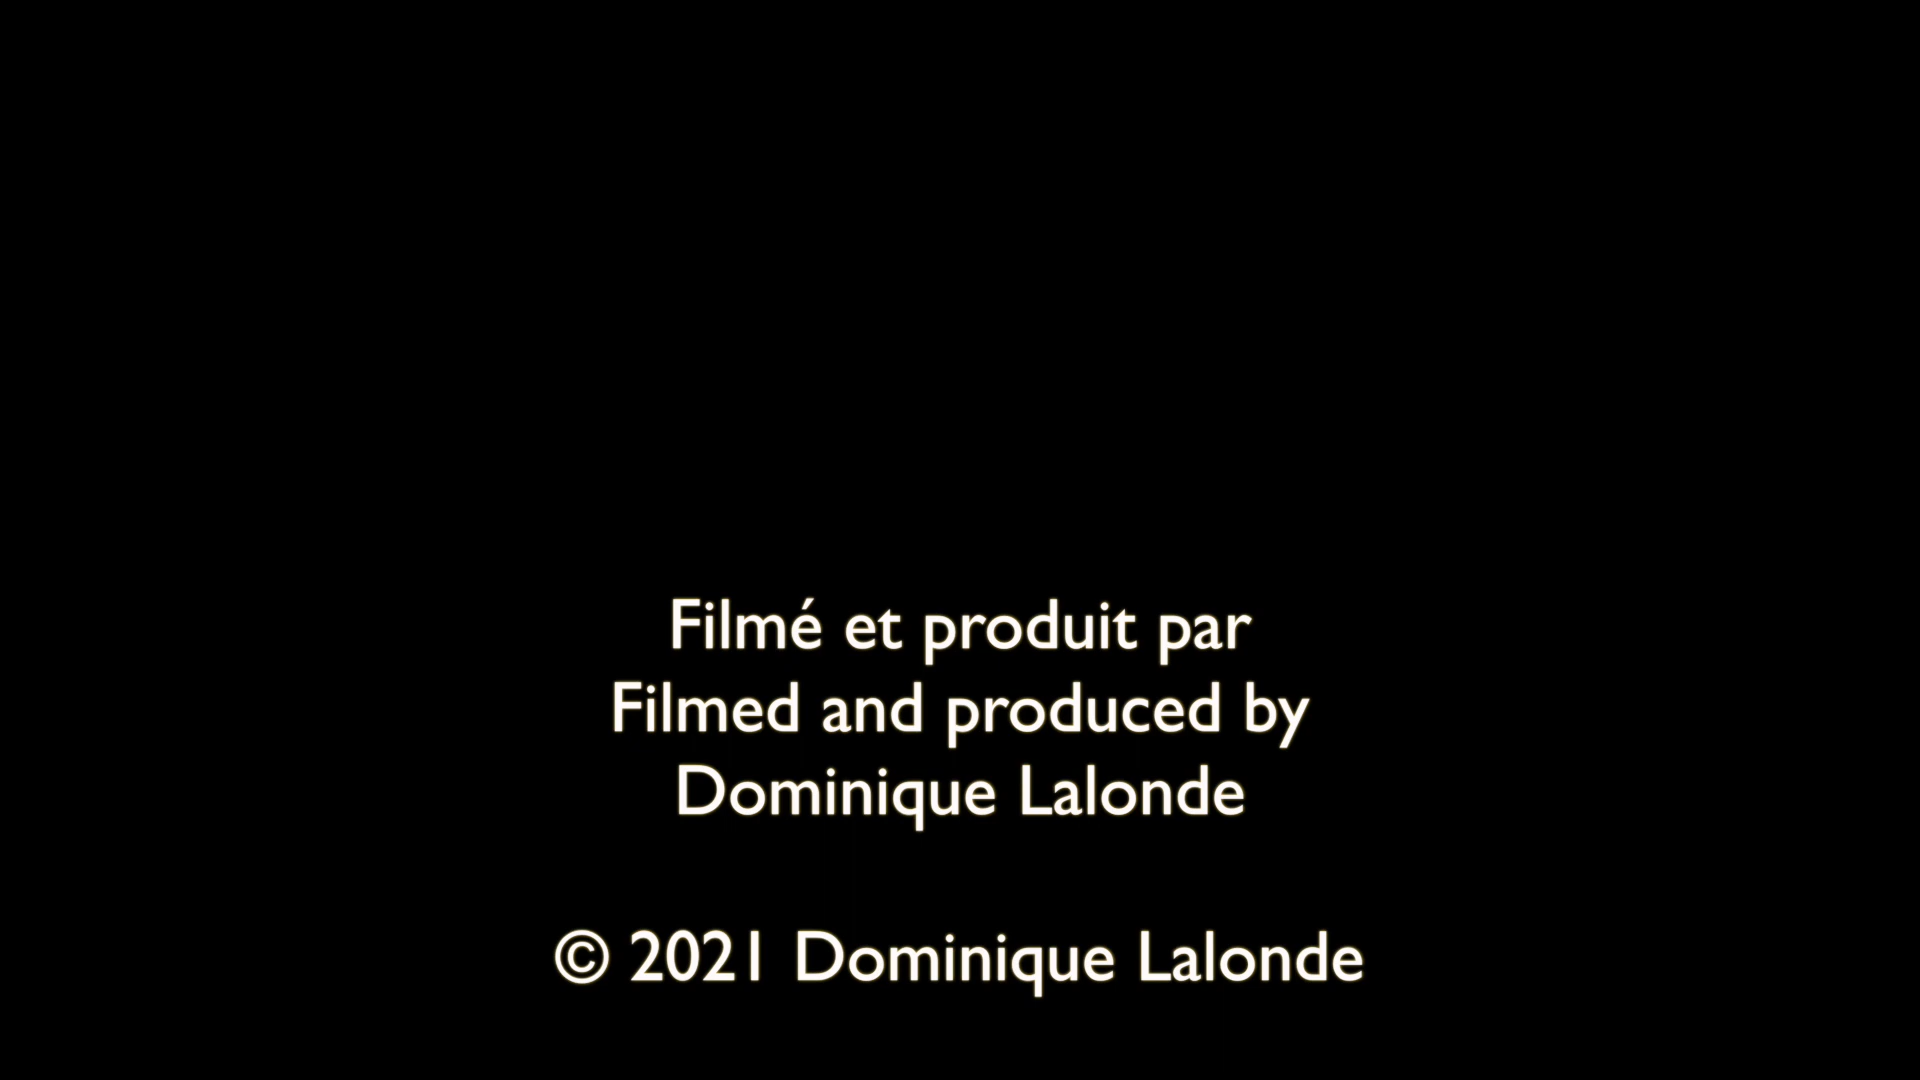 Filmé et produit par
Filmed and produced by
Dominique Lalonde
© 2021 Dominique Lalonde